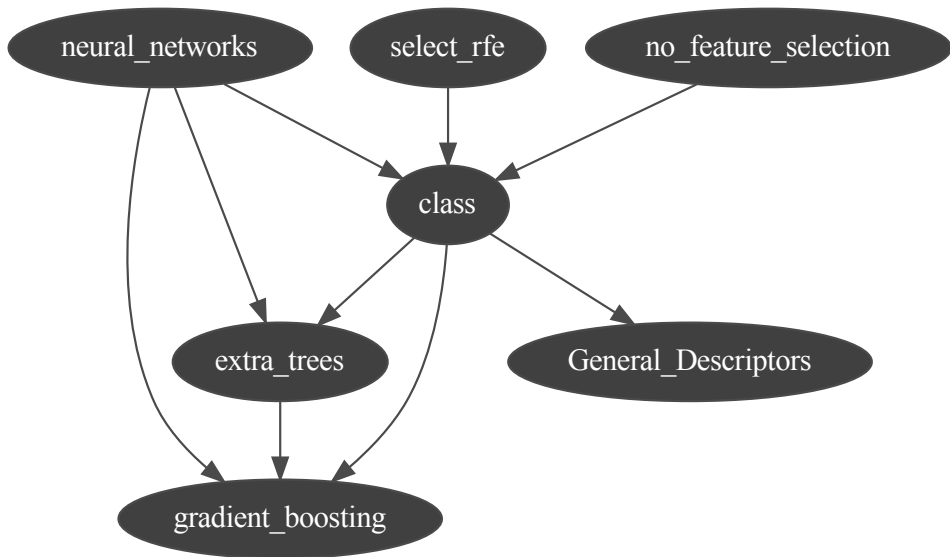 neural_networks
select_rfe
no_feature_selection
class
extra_trees
General_Descriptors
gradient_boosting